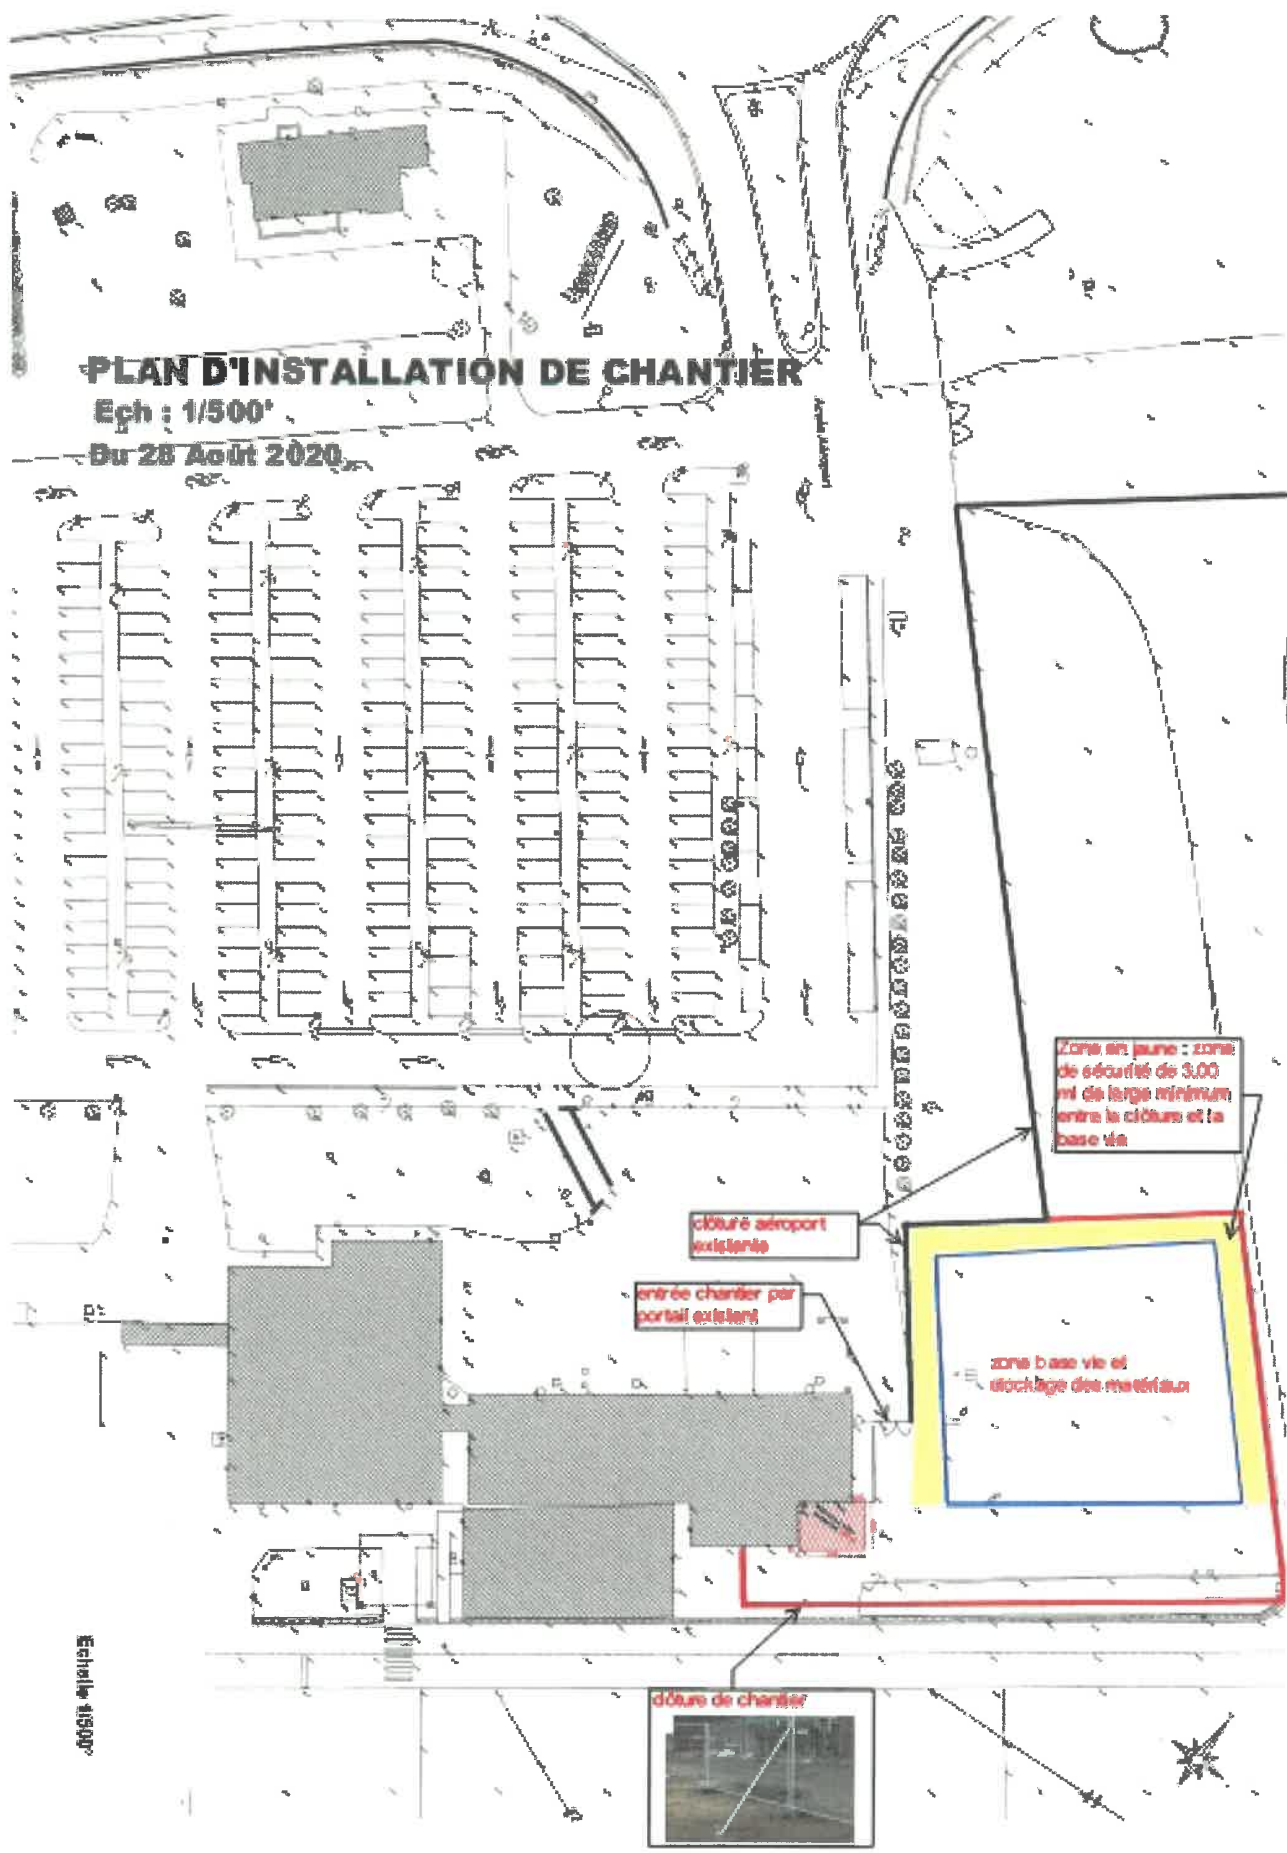 PLAN D'INSTALLATION DE CHANTIER
Ech : 1/500°
Du 28 Août 2020
Zone en jaune : zone
de sécurité de 3.00
ml de large minimum
entre la clôture et la
base vie
clôture aéroport
existante
entrée chantier par
portail existant
zone base vie et
stockage des matériaux
clôture de chantier
Echelle 1/500°